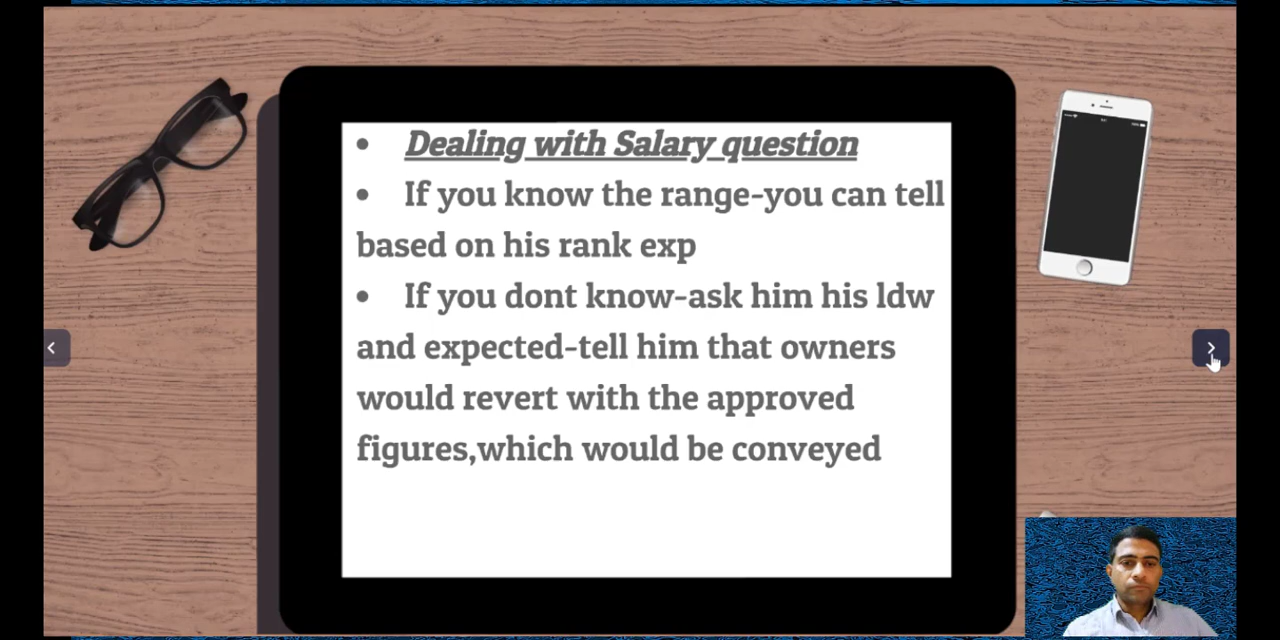 Dealing with Salary question
If you know the range-you can tell
based on his rank exp
If you dont know-ask him his ldw
and expected-tell him that owners
would revert with the approved
figures,which would be conveyed